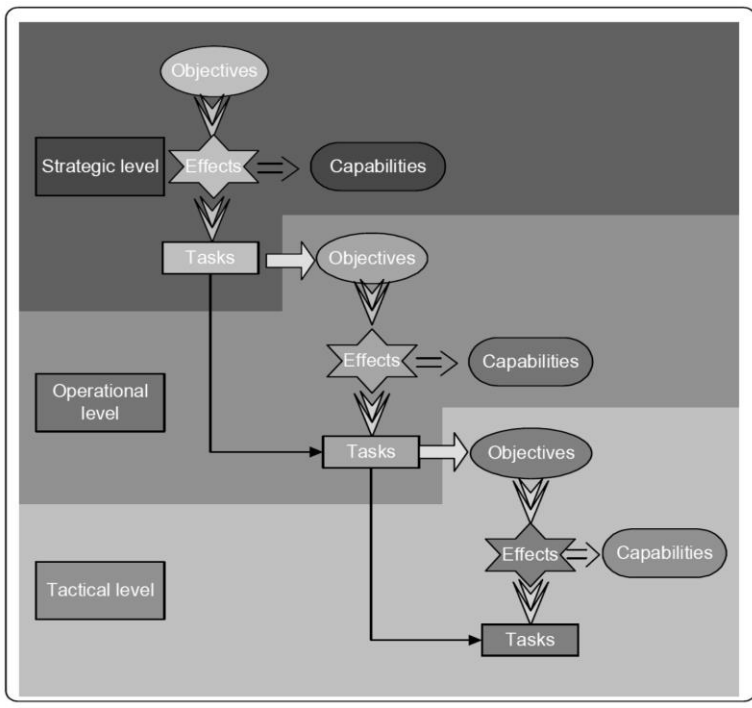 Objectives
Strategic level
Effects
Capabilities
Tasks
Objectives
Effects
Capabilities
Operational
level
Tasks
Objectives
Effects
Capabilities
Tactical level
Tasks